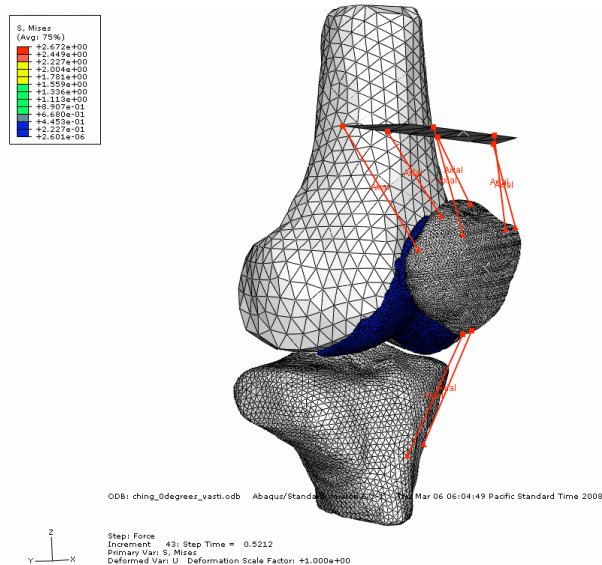 S, Mises
(Avg: 75%)
+2.672e+00
+2.449e+00
+2.227e+00
+2.004e+00
+1.781e+00
+1.559e+00
+1.336e+00
+1.113e+00
+8.907e-01
+6.680e-01
+4.453e-01
+2.227e-01
+2.601e-06
Axial
Axial
Axial
Axial
Axial
Axial
Axial
ODB: ching_0degrees_vasti.odb Abaqus/Standard Thu Mar 06 06:04:49 Pacific Standard Time 2008
Z
Y
X
Step: Force
Increment 43: Step Time = 0.5212
Primary Var: S, Mises
Deformed Var: U Deformation Scale Factor: +1.000e+00